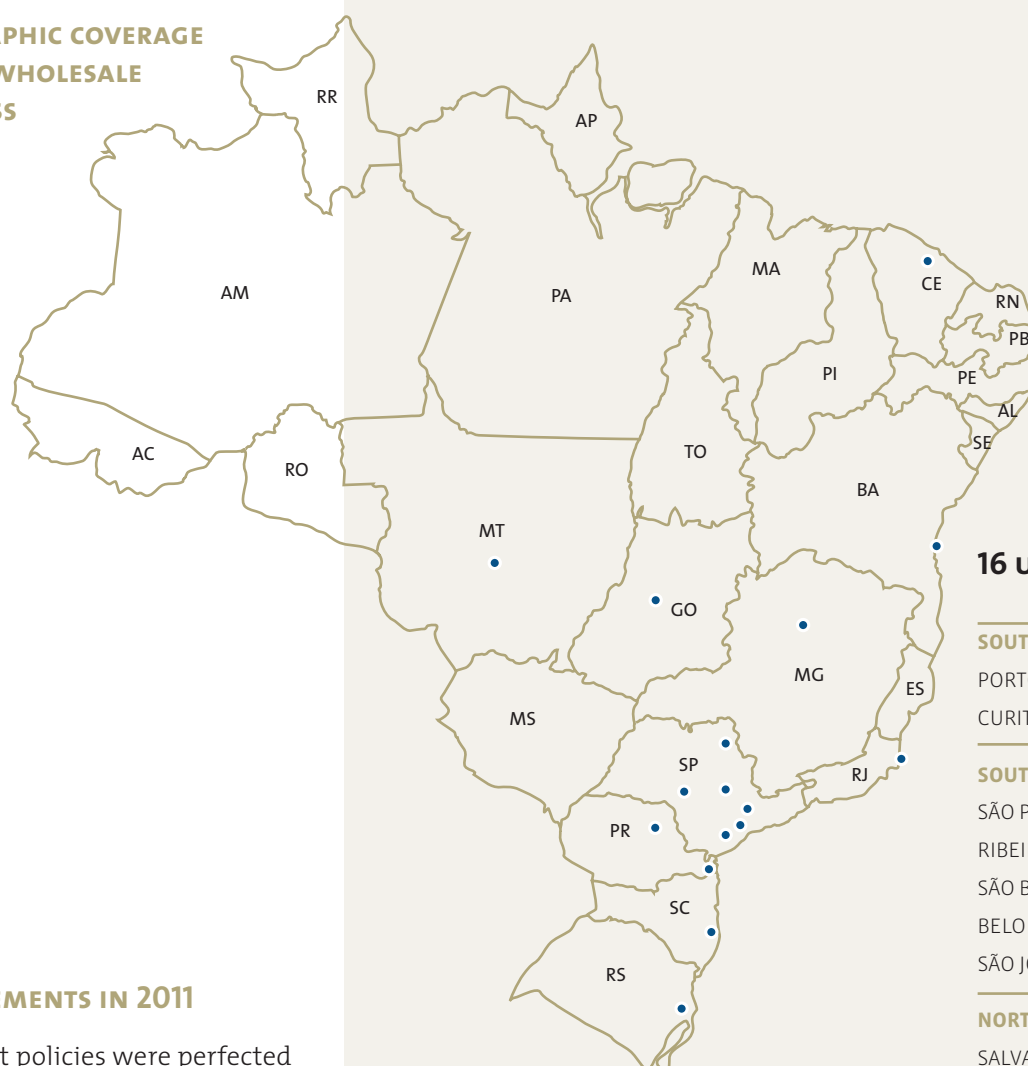 APHIC COVERAGE
WHOLESALE
SS
RR
AP
AM
PA
MA
CE
RN
PB
PI
PE
AL
SE
AC
RO
TO
BA
MT
GO
MG
ES
MS
SP
RJ
PR
SC
RS
16 U
SOUT
PORT
CURIT
SOUT
SÃO P
RIBEI
SÃO B
BELO
SÃO J
NORT
SALVA
EMENTS IN 2011
t policies were perfected